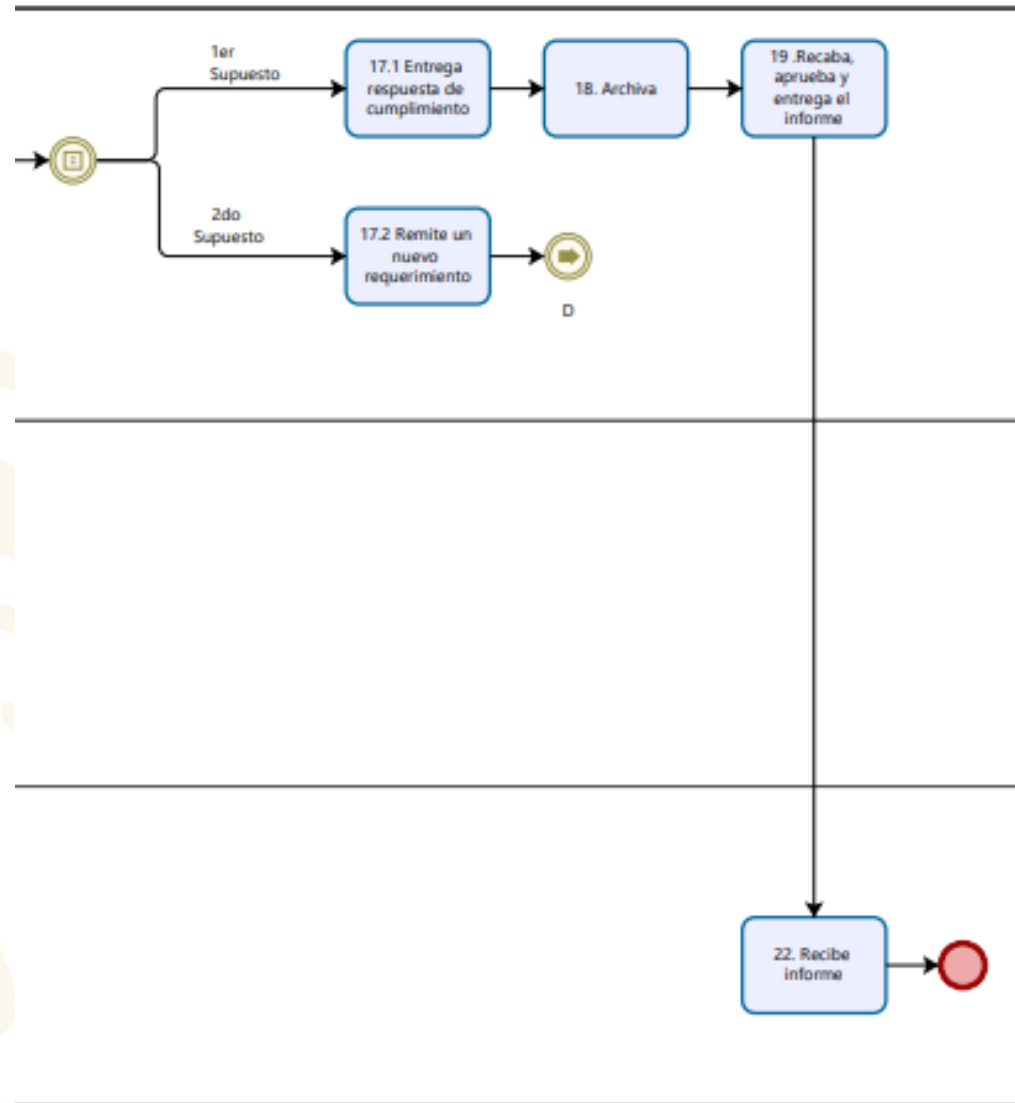 1er
Supuesto
17.1 Entrega
respuesta de
cumplimiento
18. Archiva
19 .Recaba,
aprueba y
entrega el
informe
2do
Supuesto
17.2 Remite un
nuevo
requerimiento
D
22. Recibe
informe